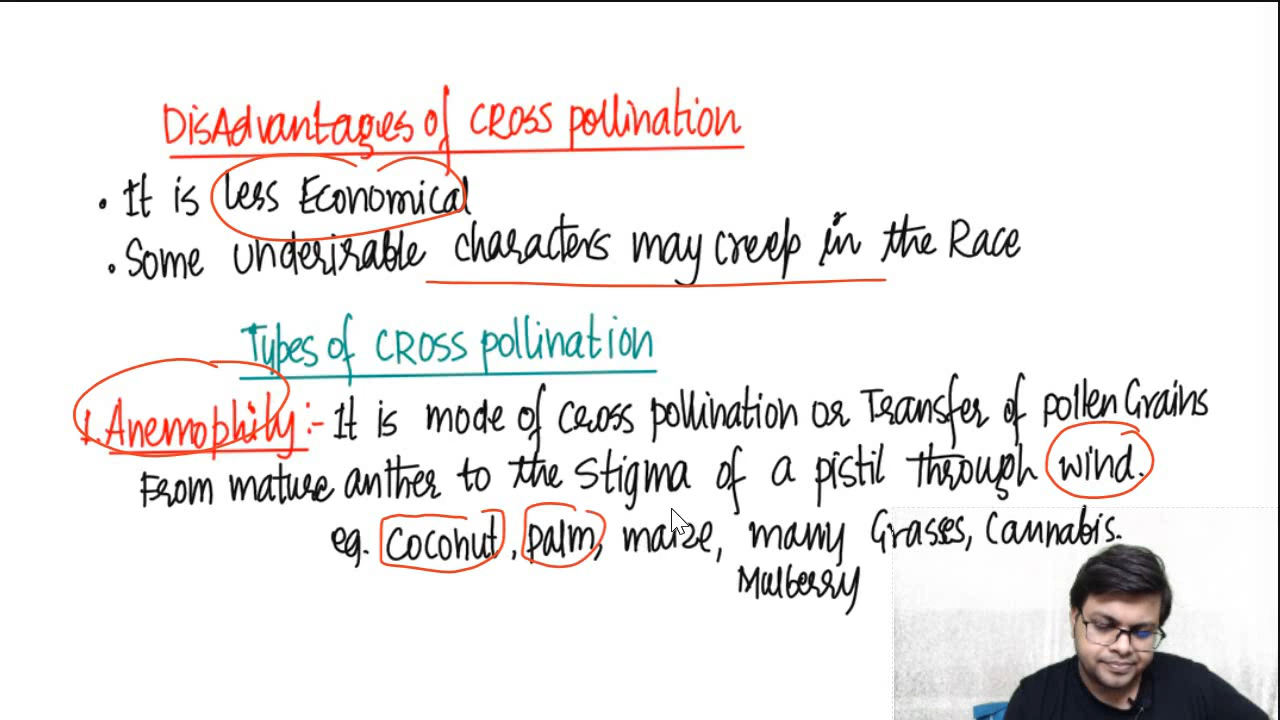 DisAdvantages of CROSS pollination
• It is less Economical
• Some underirable characters may creep in the Race
Types of CROSS pollination
1. Anemophily :- It is mode of cross pollination or Transfer of pollen Grains
From mature anther to the stigma of a pistil through wind.
eg. coconut, palm, maize, many Grasses, Cannabis.
Mulberry